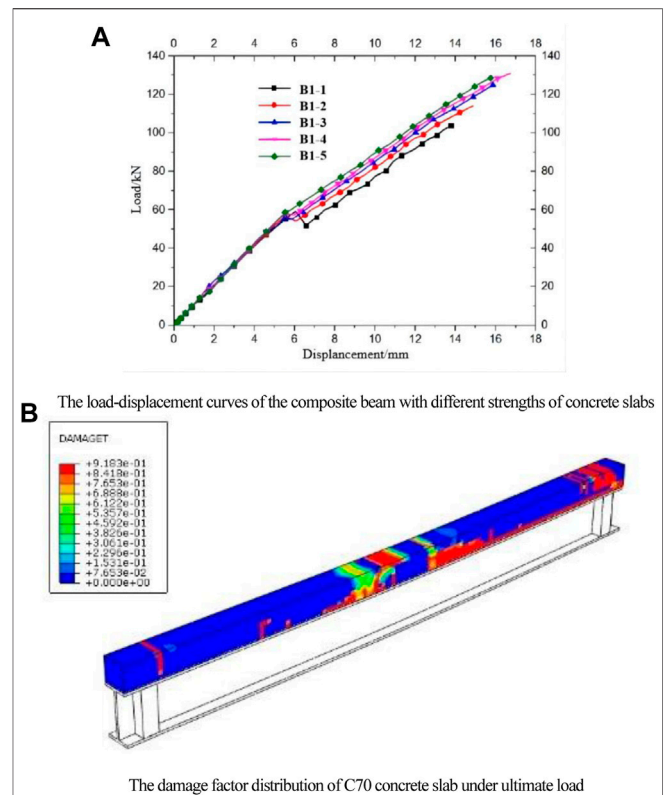 A
0 2 4 6 8 10 12 14 16 18
140 140
120 120
100 100
80 80
60 60
40 40
20 20
0 0
B1-1
B1-2
B1-3
B1-4
B1-5
Load/kN
0 2 4 6 8 10 12 14 16 18
Displancement/mm
The load-displacement curves of the composite beam with different strengths of concrete slabs
B
DAMAGET
+9.183e-01
+8.418e-01
+7.653e-01
+6.888e-01
+6.122e-01
+5.357e-01
+4.592e-01
+3.826e-01
+3.061e-01
+2.296e-01
+1.531e-01
+7.653e-02
+0.000e+00
The damage factor distribution of C70 concrete slab under ultimate load